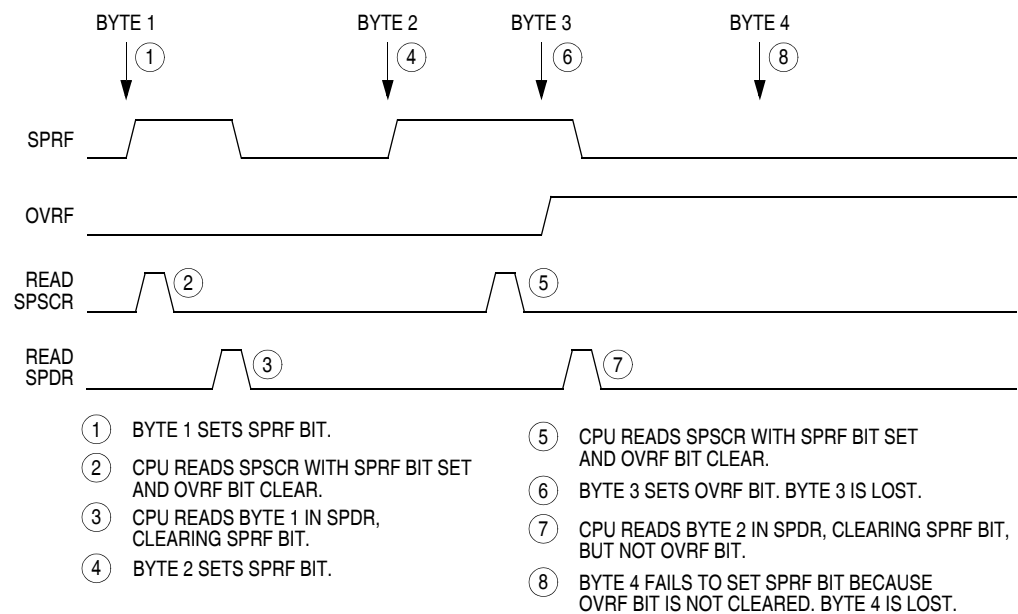 BYTE 1
BYTE 2
BYTE 3
BYTE 4
1
4
6
8
SPRF
OVRF
READ
SPSCR
2
5
READ
SPDR
3
7
1 BYTE 1 SETS SPRF BIT.
2 CPU READS SPSCR WITH SPRF BIT SET
AND OVRF BIT CLEAR.
3 CPU READS BYTE 1 IN SPDR,
CLEARING SPRF BIT.
4 BYTE 2 SETS SPRF BIT.
5 CPU READS SPSCR WITH SPRF BIT SET
AND OVRF BIT CLEAR.
6 BYTE 3 SETS OVRF BIT. BYTE 3 IS LOST.
7 CPU READS BYTE 2 IN SPDR, CLEARING SPRF BIT,
BUT NOT OVRF BIT.
8 BYTE 4 FAILS TO SET SPRF BIT BECAUSE
OVRF BIT IS NOT CLEARED. BYTE 4 IS LOST.